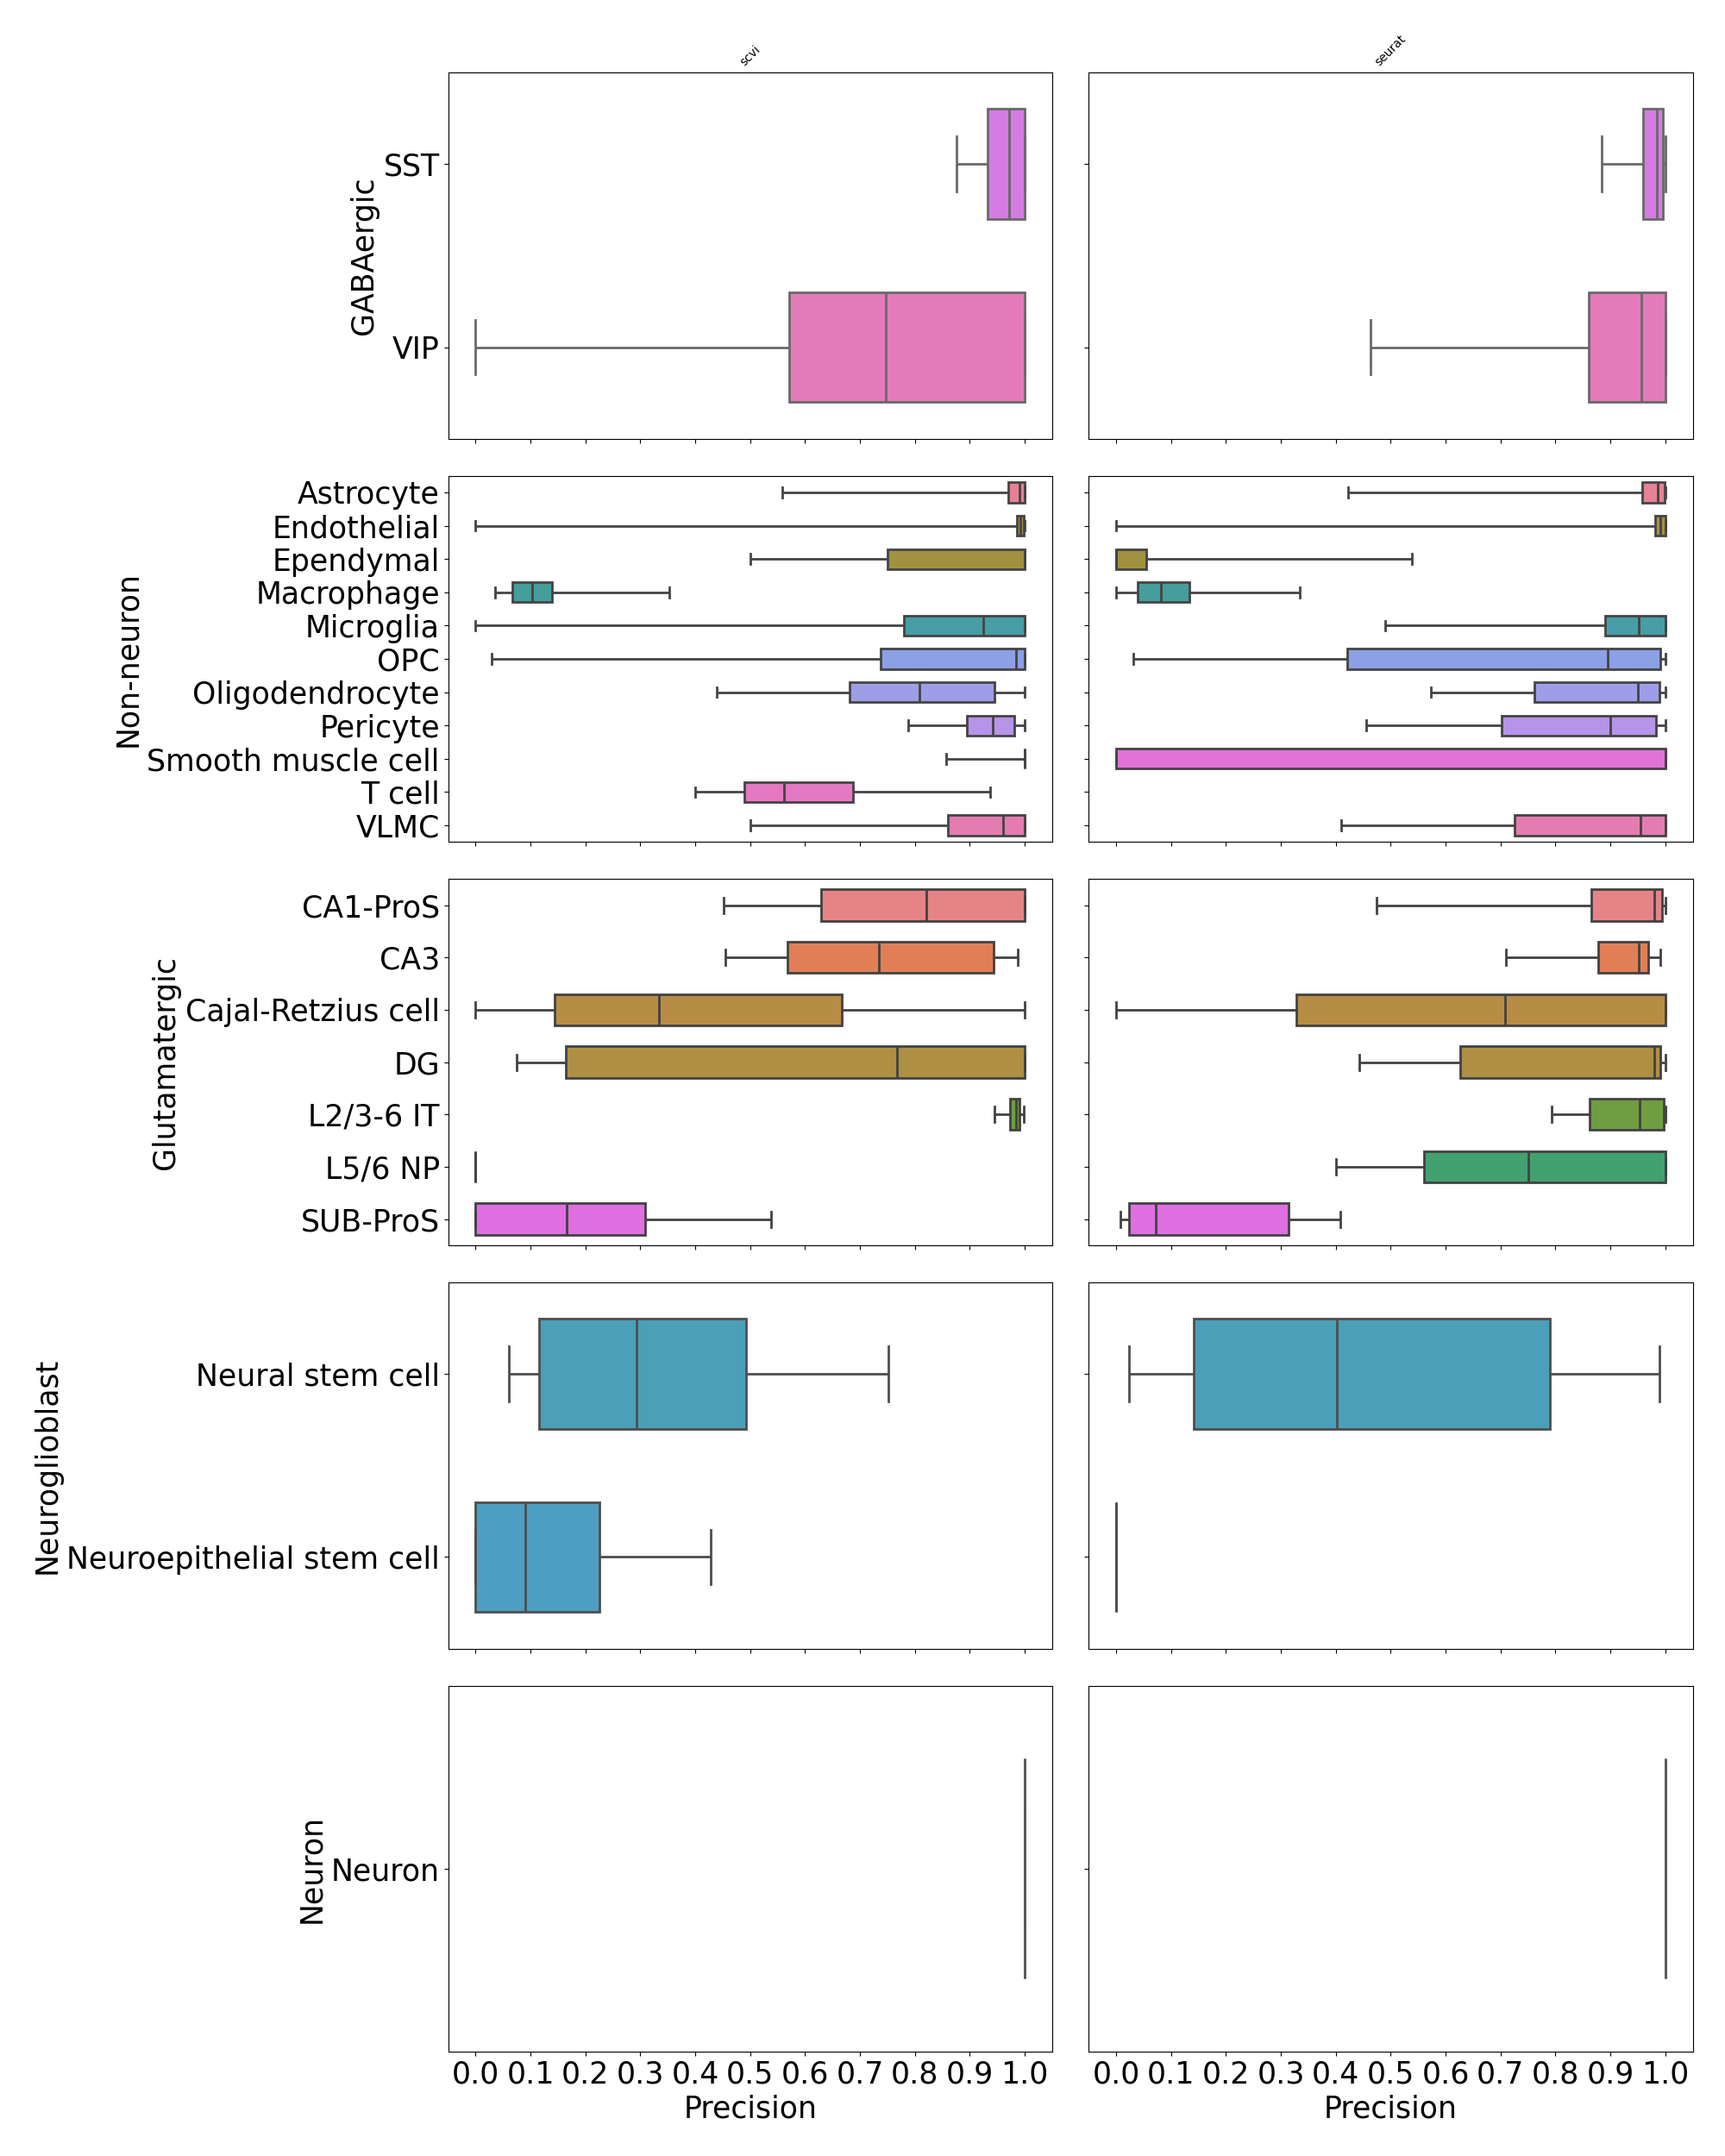 scvi
seurat
GABAergic
SST
VIP
Non-neuron
Astrocyte
Endothelial
Ependymal
Macrophage
Microglia
OPC
Oligodendrocyte
Pericyte
Smooth muscle cell
T cell
VLMC
Glutamatergic
CA1-ProS
CA3
Cajal-Retzius cell
DG
L2/3-6 IT
L5/6 NP
SUB-ProS
Neuroglioblast
Neural stem cell
Neuroepithelial stem cell
Neuron
Neuron
0.0 0.1 0.2 0.3 0.4 0.5 0.6 0.7 0.8 0.9 1.0
Precision
0.0 0.1 0.2 0.3 0.4 0.5 0.6 0.7 0.8 0.9 1.0
Precision